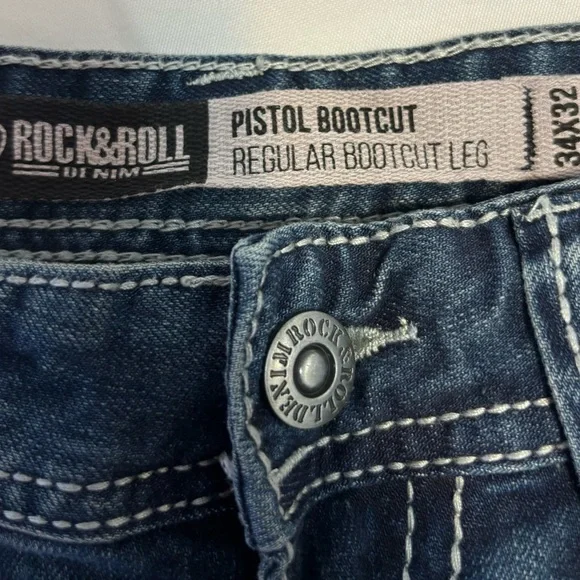 ROCK&ROLL
DENIM
PISTOL BOOTCUT
REGULAR BOOTCUT LEG
34X32
ROCK&ROLL DENIM